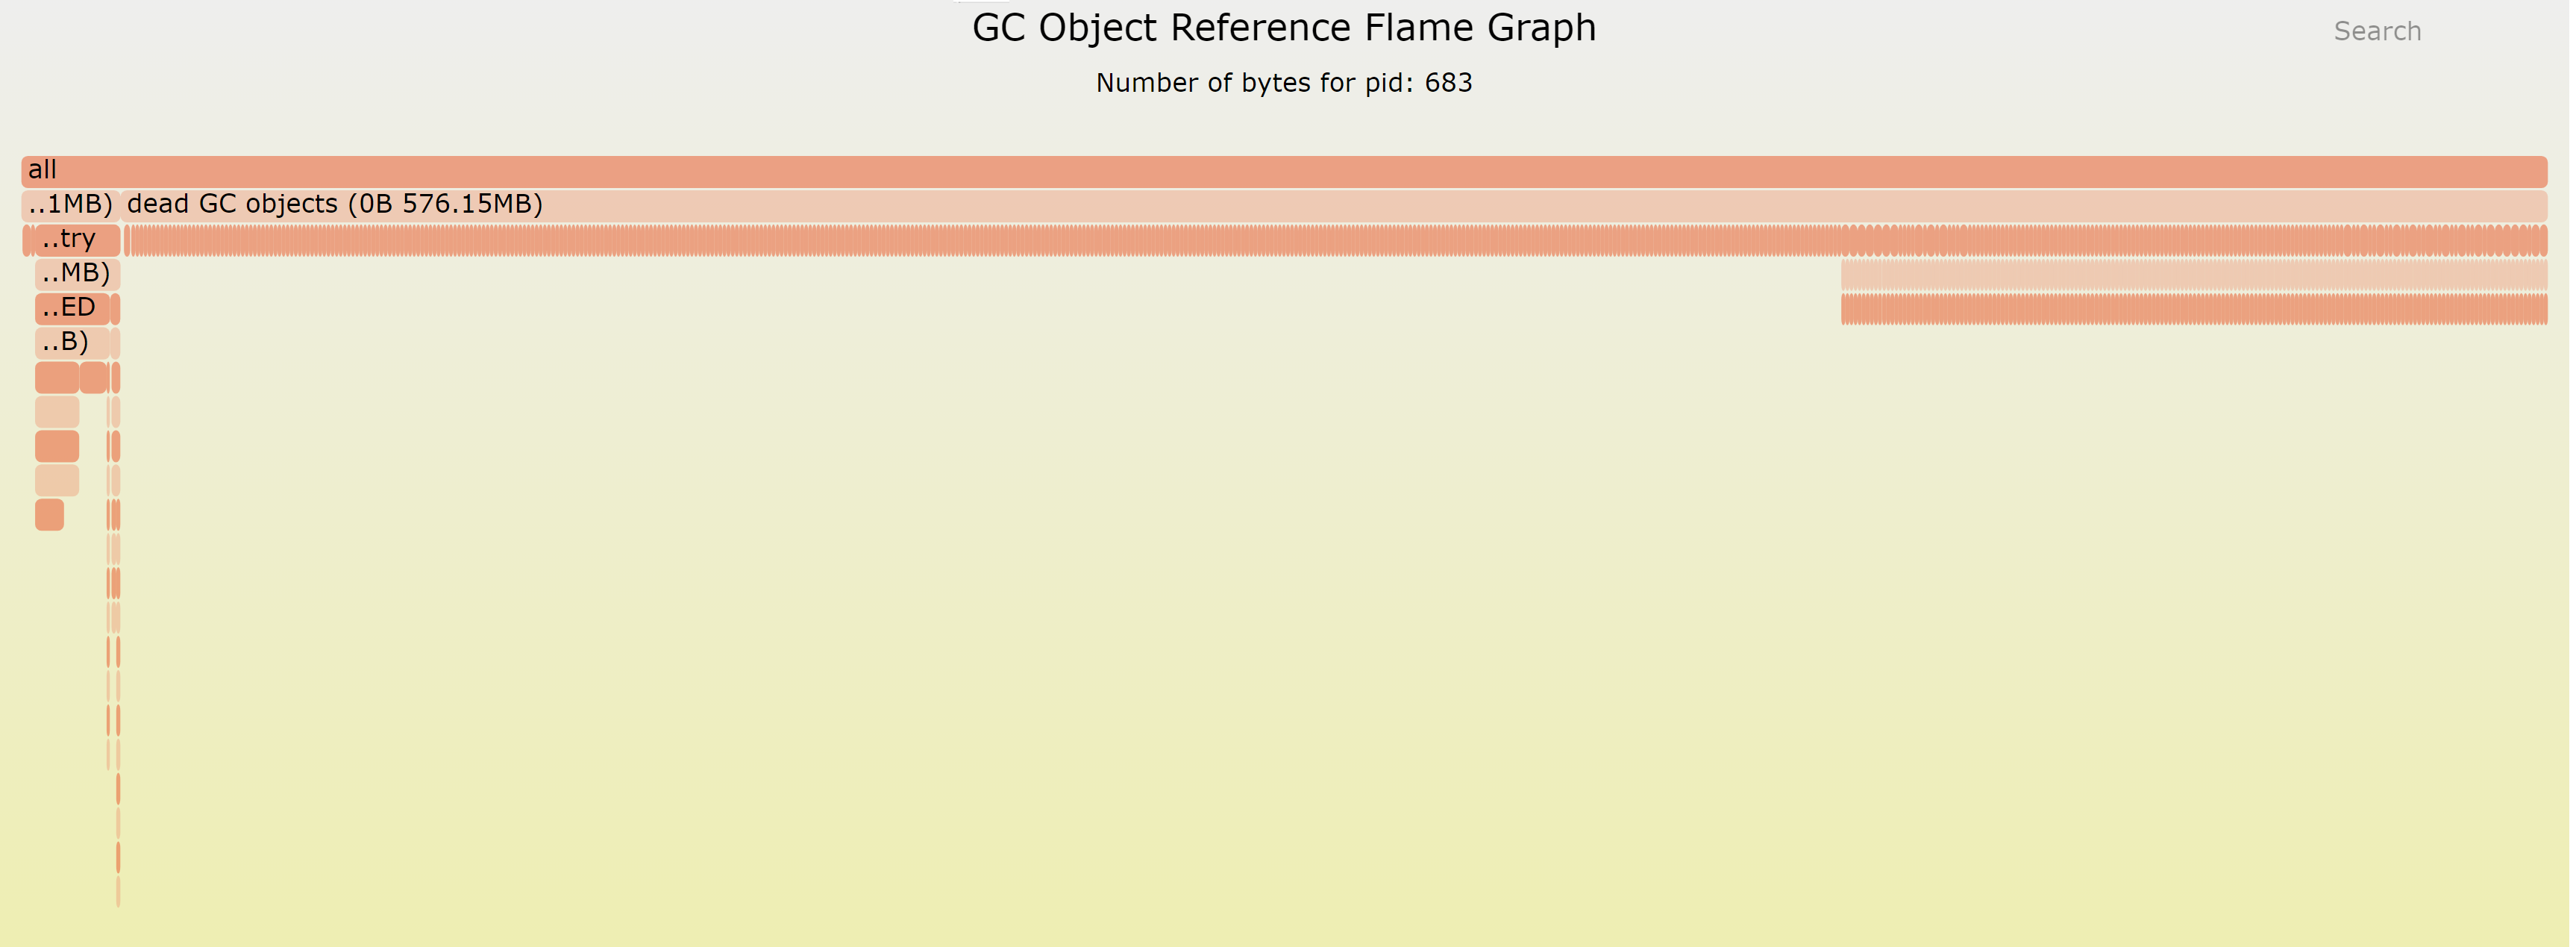 GC Object Reference Flame Graph
Search
Number of bytes for pid: 683
all
..1MB) dead GC objects (0B 576.15MB)
..try
..MB)
..ED
..B)